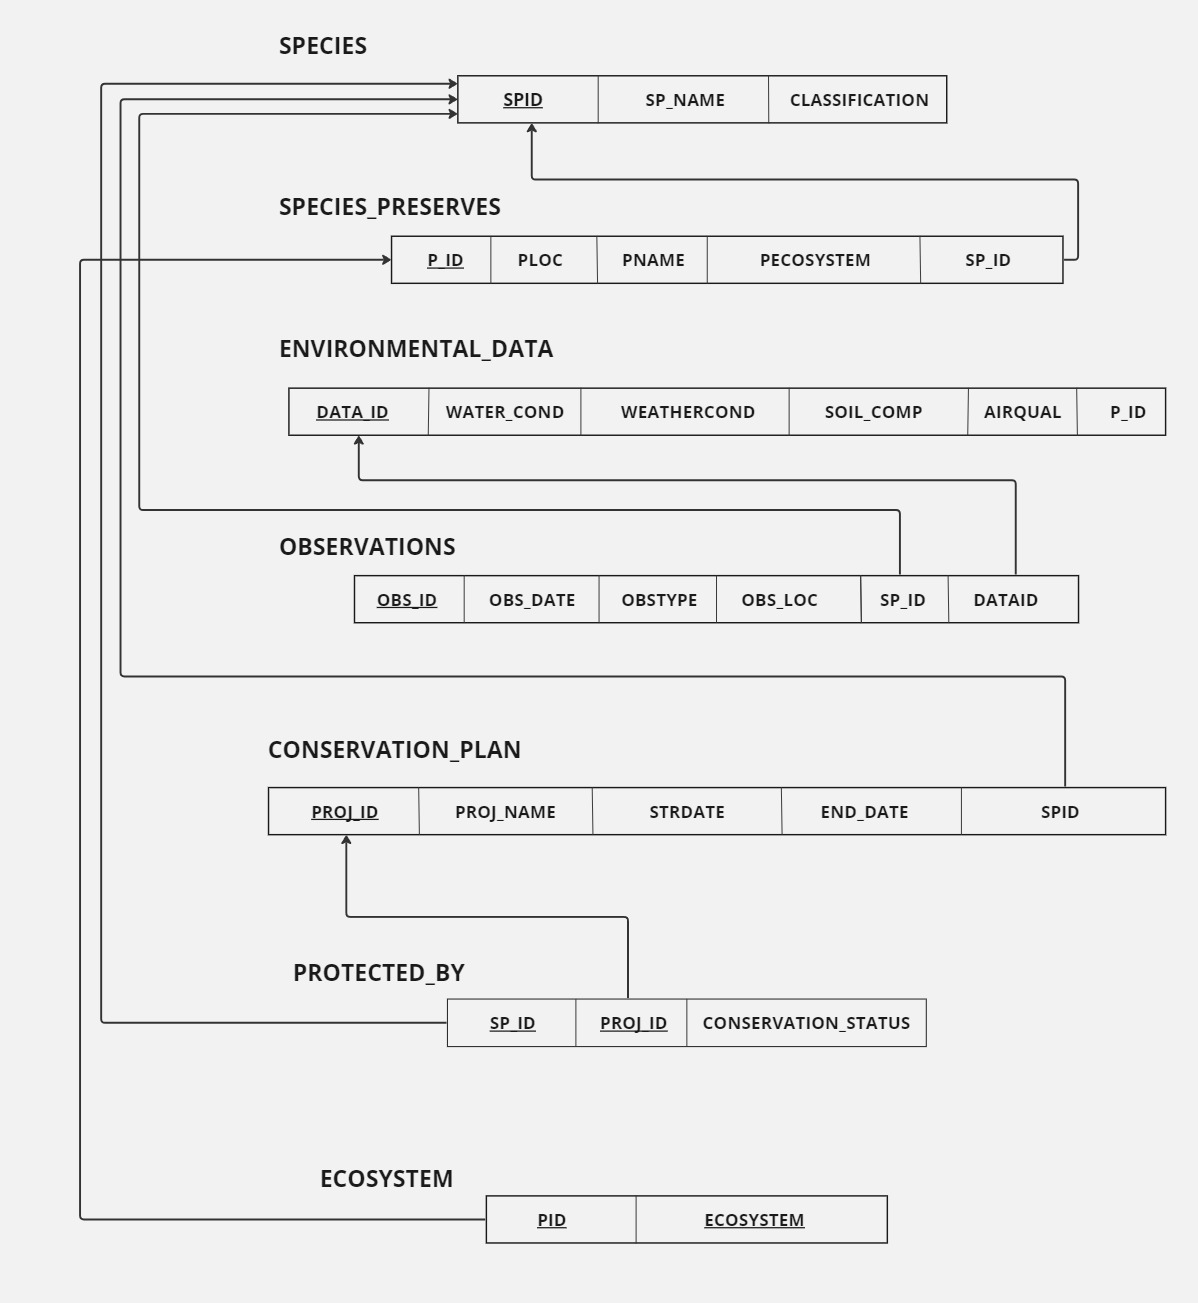 SPECIES
SPID SP_NAME CLASSIFICATION
SPECIES_PRESERVES
P_ID PLOC PNAME PECOSYSTEM SP_ID
ENVIRONMENTAL_DATA
DATA_ID WATER_COND WEATHERCOND SOIL_COMP AIRQUAL P_ID
OBSERVATIONS
OBS_ID OBS_DATE OBSTYPE OBS_LOC SP_ID DATAID
CONSERVATION_PLAN
PROJ_ID PROJ_NAME STRDATE END_DATE SPID
PROTECTED_BY
SP_ID PROJ_ID CONSERVATION_STATUS
ECOSYSTEM
PID ECOSYSTEM